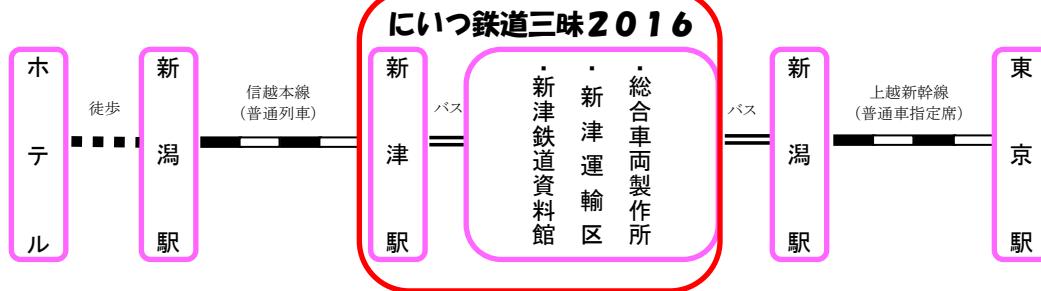 にいつ鉄道三昧2016
ホテル
徒歩
新潟駅
信越本線
(普通列車)
新津駅
バス
・総合車両製作所
・新津運輸区
・新津鉄道資料館
バス
新潟駅
上越新幹線
(普通車指定席)
東京駅